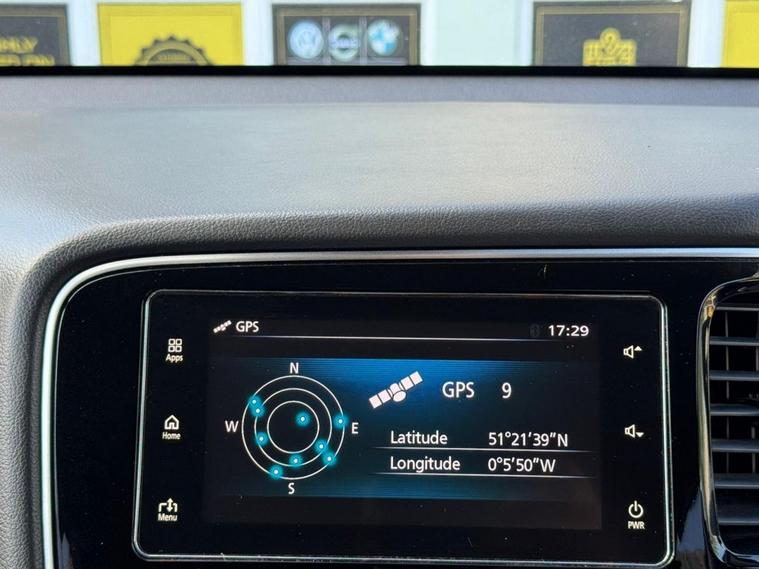 GPS
17:29
Apps
N
GPS 9
W
E
Latitude 51°21'39"N
Home
Longitude 0°5'50"W
S
Menu
PWR